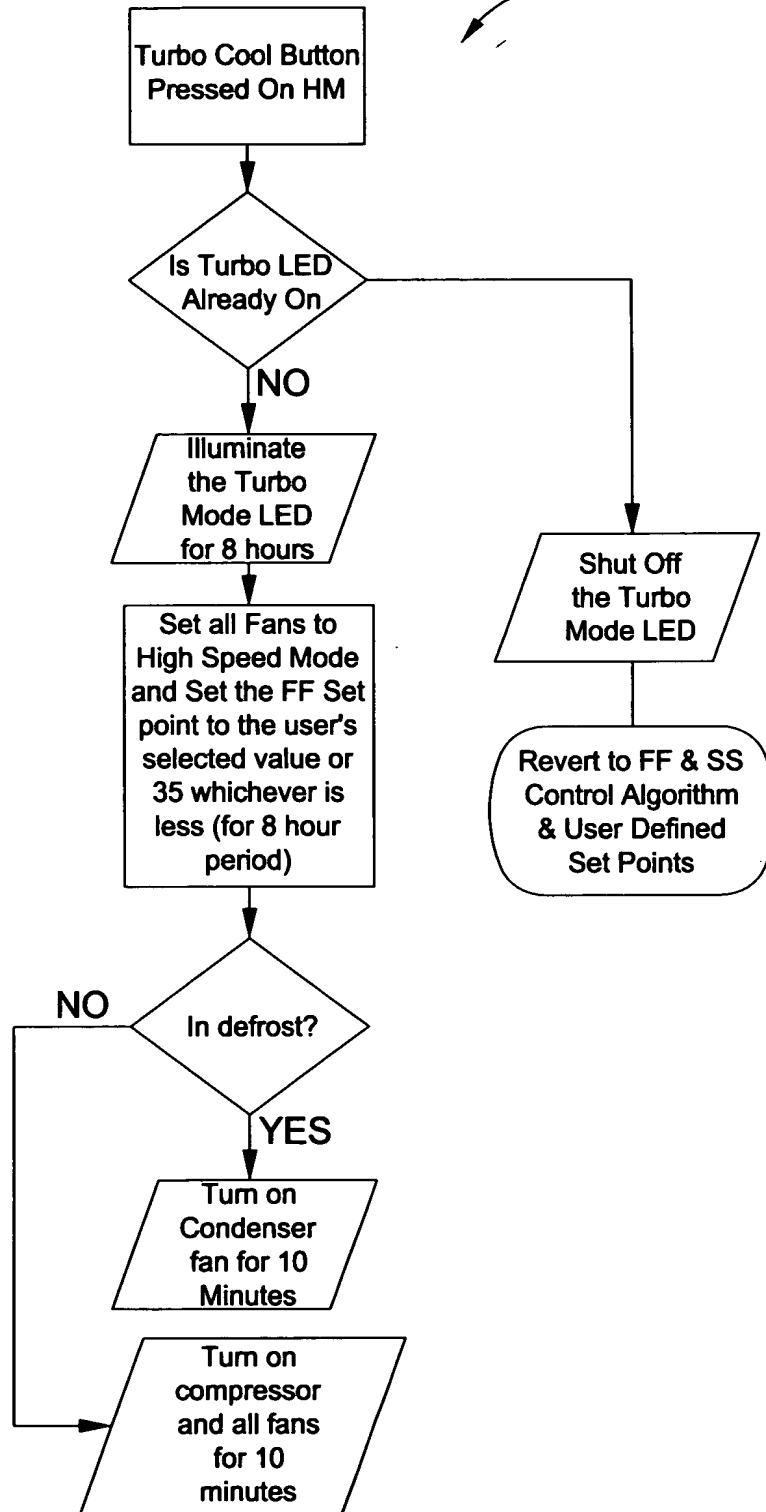 Turbo Cool Button
Pressed On HM
Is Turbo LED
Already On
NO
Illuminate
the Turbo
Mode LED
for 8 hours
Shut Off
the Turbo
Mode LED
Set all Fans to
High Speed Mode
and Set the FF Set
point to the user's
selected value or
35 whichever is
less (for 8 hour
period)
Revert to FF & SS
Control Algorithm
& User Defined
Set Points
NO
In defrost?
YES
Turn on
Condenser
fan for 10
Minutes
Turn on
compressor
and all fans
for 10
minutes